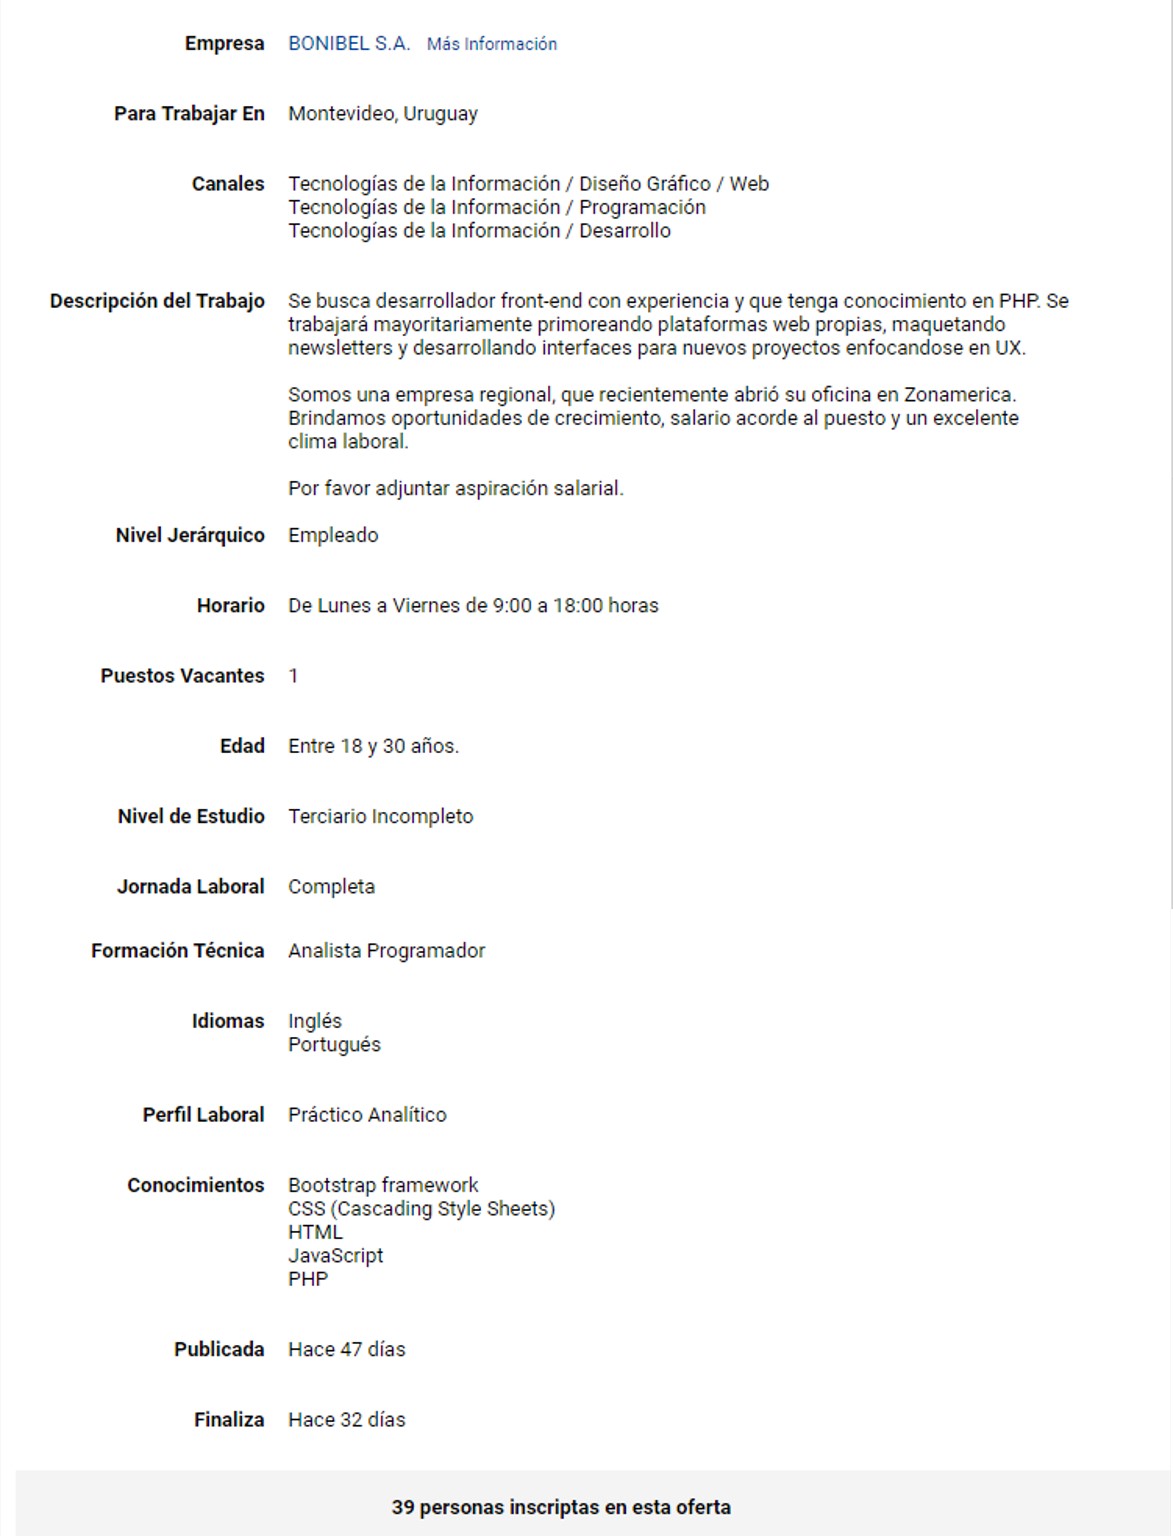 Empresa BONIBEL S.A. Más Información
Para Trabajar En Montevideo, Uruguay
Canales Tecnologías de la Información / Diseño Gráfico / Web
Tecnologías de la Información / Programación
Tecnologías de la Información / Desarrollo
Descripción del Trabajo Se busca desarrollador front-end con experiencia y que tenga conocimiento en PHP. Se
trabajará mayoritariamente primoreando plataformas web propias, maquetando
newsletters y desarrollando interfaces para nuevos proyectos enfocandose en UX.
Somos una empresa regional, que recientemente abrió su oficina en Zonamerica.
Brindamos oportunidades de crecimiento, salario acorde al puesto y un excelente
clima laboral.
Por favor adjuntar aspiración salarial.
Nivel Jerárquico Empleado
Horario De Lunes a Viernes de 9:00 a 18:00 horas
Puestos Vacantes 1
Edad Entre 18 y 30 años.
Nivel de Estudio Terciario Incompleto
Jornada Laboral Completa
Formación Técnica Analista Programador
Idiomas Inglés
Portugués
Perfil Laboral Práctico Analítico
Conocimientos Bootstrap framework
CSS (Cascading Style Sheets)
HTML
JavaScript
PHP
Publicada Hace 47 días
Finaliza Hace 32 días
39 personas inscriptas en esta oferta